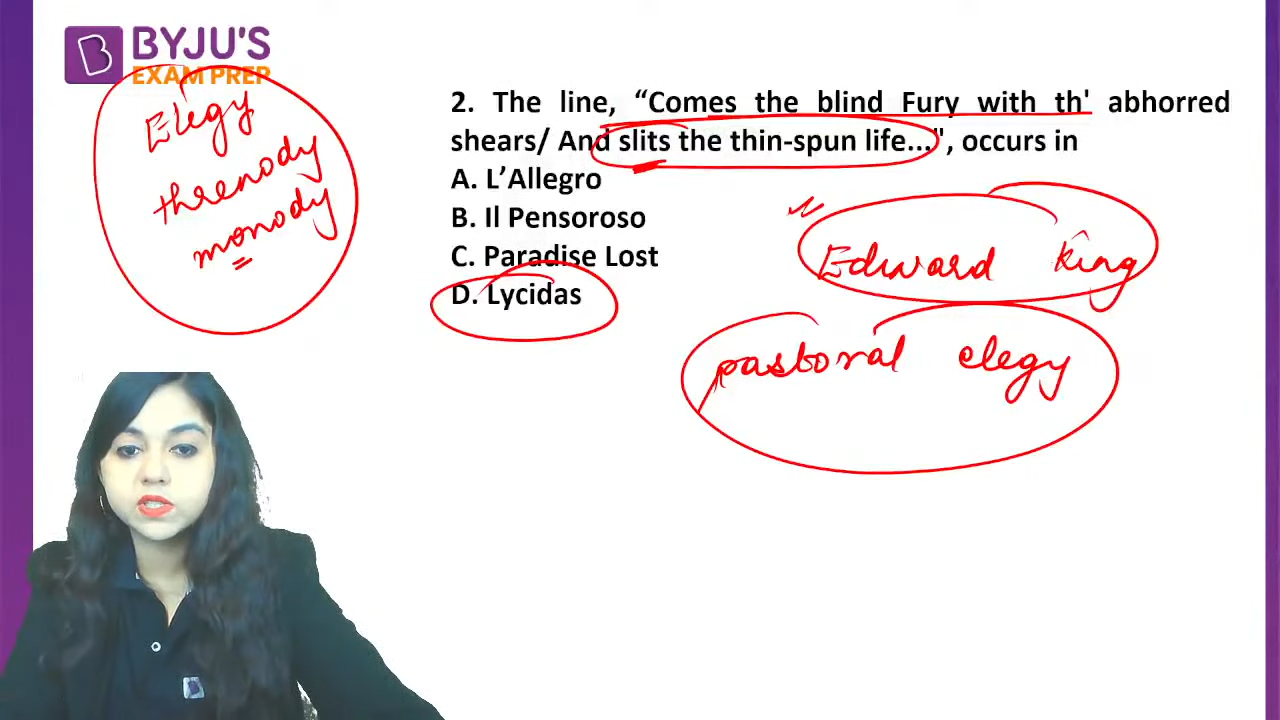 BYJU'S
EXAM PREP
Elegy
threnody
monody
2. The line, “Comes the blind Fury with th' abhorred
shears/ And slits the thin-spun life...", occurs in
A. L’Allegro
B. Il Pensoroso
C. Paradise Lost
D. Lycidas
Edward King
pastoral elegy